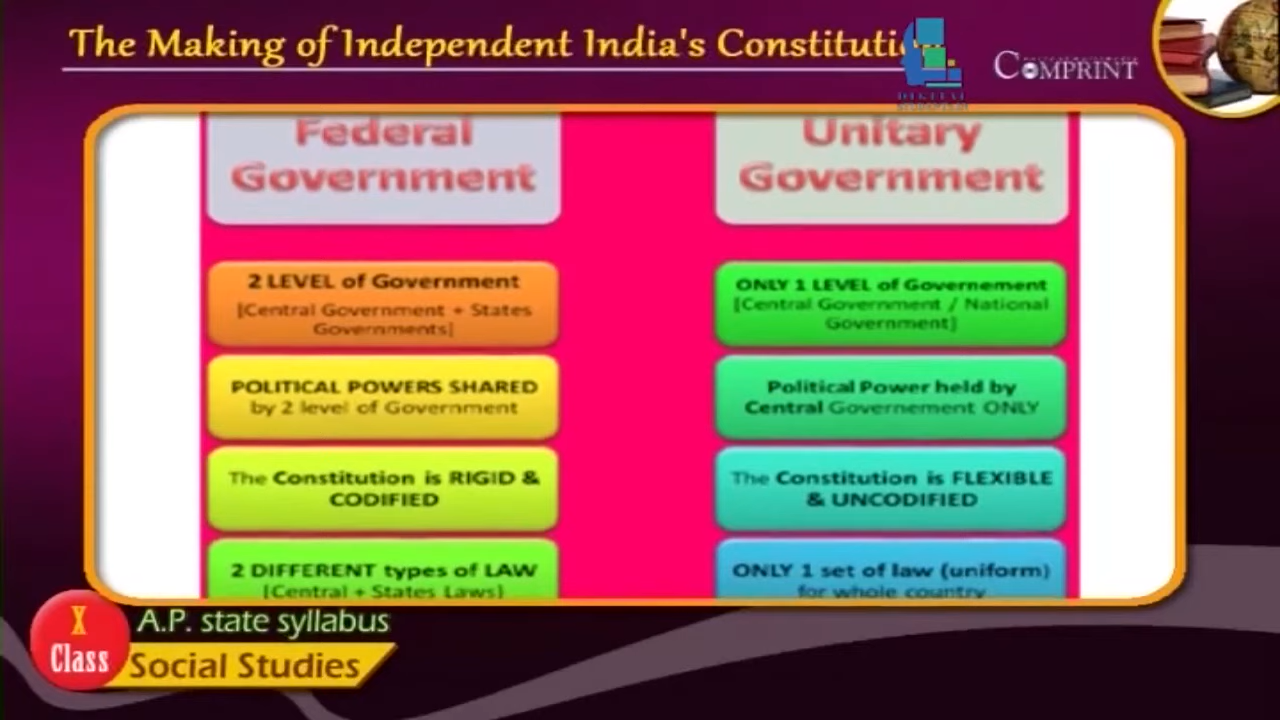 The Making of Independent India's Constituti
COMPRINT
Federal
Government
Unitary
Government
2 LEVEL of Government
[Central Government + States
Governments]
ONLY 1 LEVEL of Governement
[Central Government / National
Government]
POLITICAL POWERS SHARED
by 2 level of Government
Political Power held by
Central Governement ONLY
The Constitution is RIGID &
CODIFIED
The Constitution is FLEXIBLE
& UNCODIFIED
2 DIFFERENT types of LAW
[Central + States Laws]
ONLY 1 set of law (uniform)
for whole country
X
Class
A.P. state syllabus
Social Studies